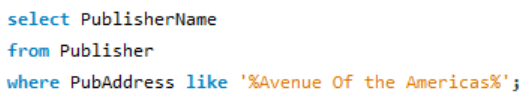 select PublisherName
from Publisher
where PubAddress like '%Avenue Of the Americas%';